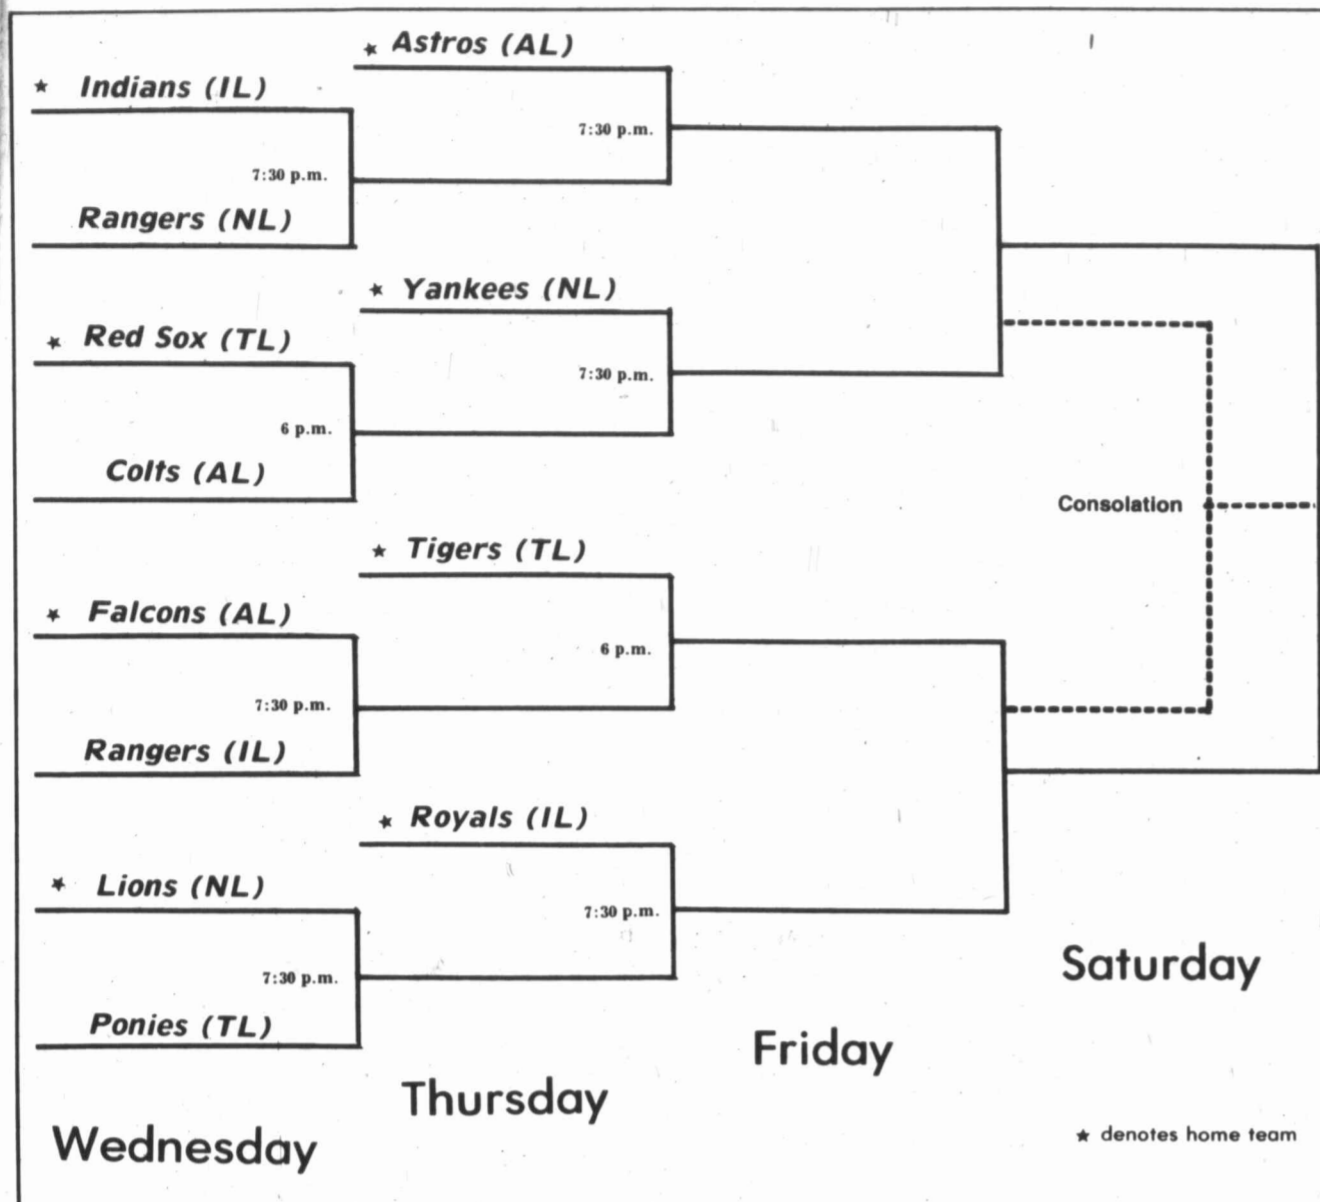 ★ Astros (AL)
★ Indians (IL)
7:30 p.m.
7:30 p.m.
Rangers (NL)
★ Yankees (NL)
★ Red Sox (TL)
7:30 p.m.
6 p.m.
Colts (AL)
Consolation
★ Tigers (TL)
★ Falcons (AL)
6 p.m.
7:30 p.m.
Rangers (IL)
★ Royals (IL)
★ Lions (NL)
7:30 p.m.
7:30 p.m.
Ponies (TL)
Saturday
Friday
Thursday
Wednesday
★ denotes home team